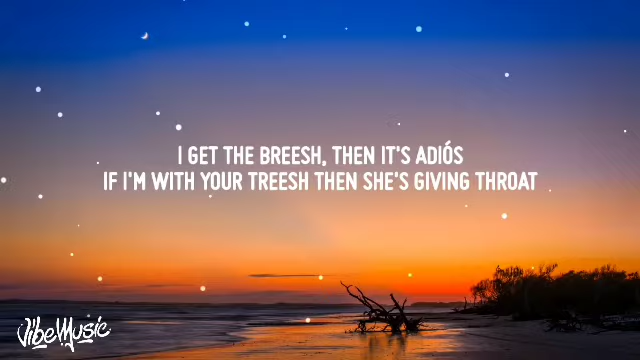 I GET THE BREESH, THEN IT'S ADIÓS
IF I'M WITH YOUR TREESH THEN SHE'S GIVING THROAT
VibeMusic